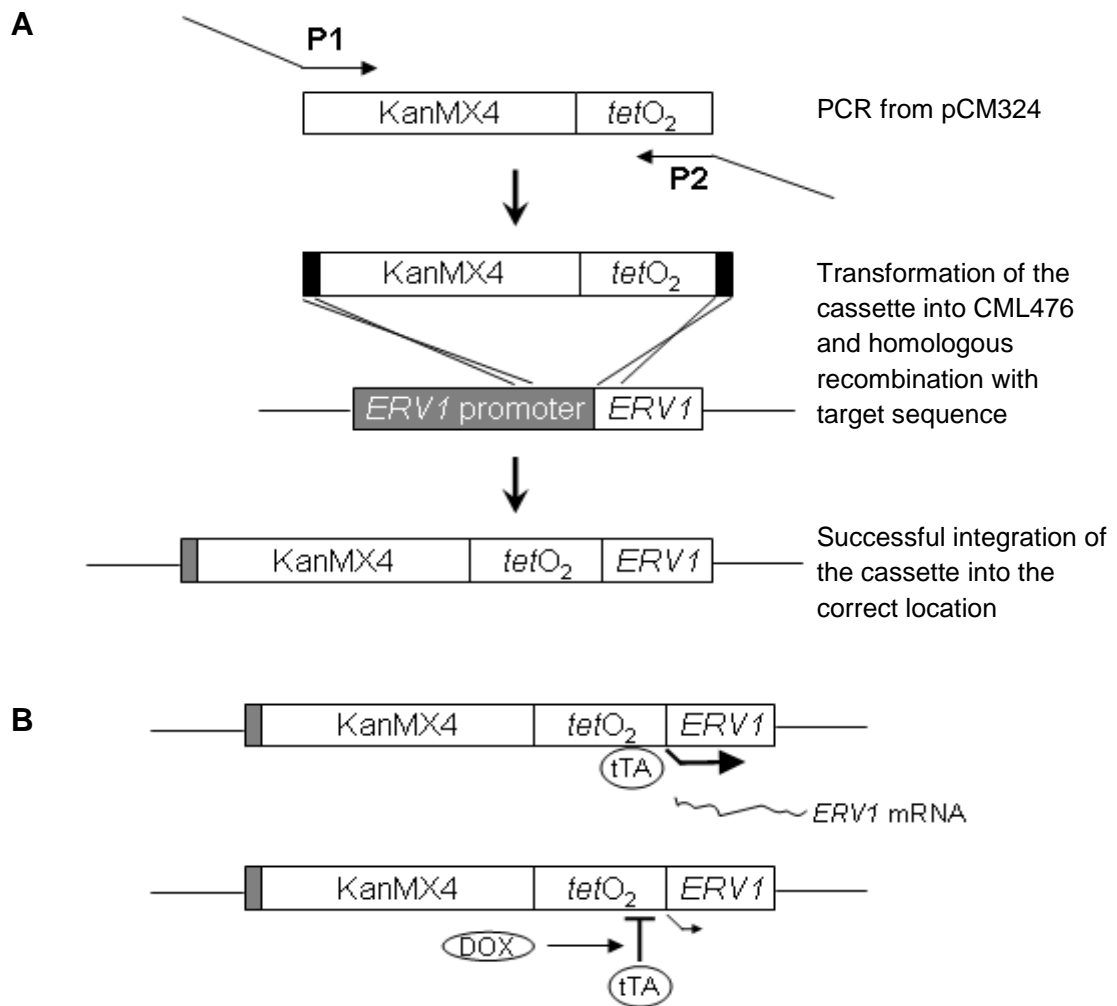 A
P1
KanMX4 tetO2
PCR from pCM324
P2
KanMX4 tetO2
Transformation of the
cassette into CML476
and homologous
recombination with
target sequence
ERV1 promoter ERV1
KanMX4 tetO2 ERV1
Successful integration of
the cassette into the
correct location
B
KanMX4 tetO2 ERV1
tTA
ERV1 mRNA
KanMX4 tetO2 ERV1
DOX
tTA